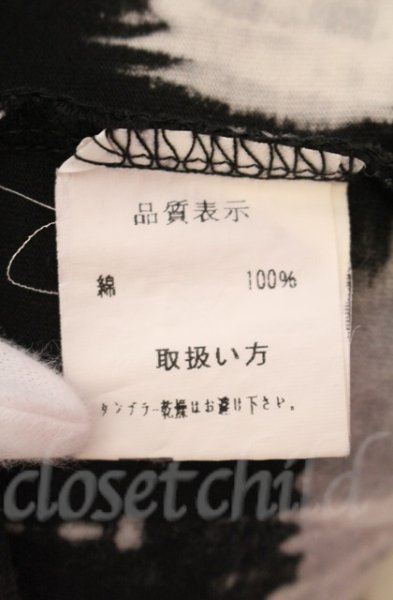 品質表示
綿 100%
取扱い方
タンブラー乾燥はお避け下さい。
closet child